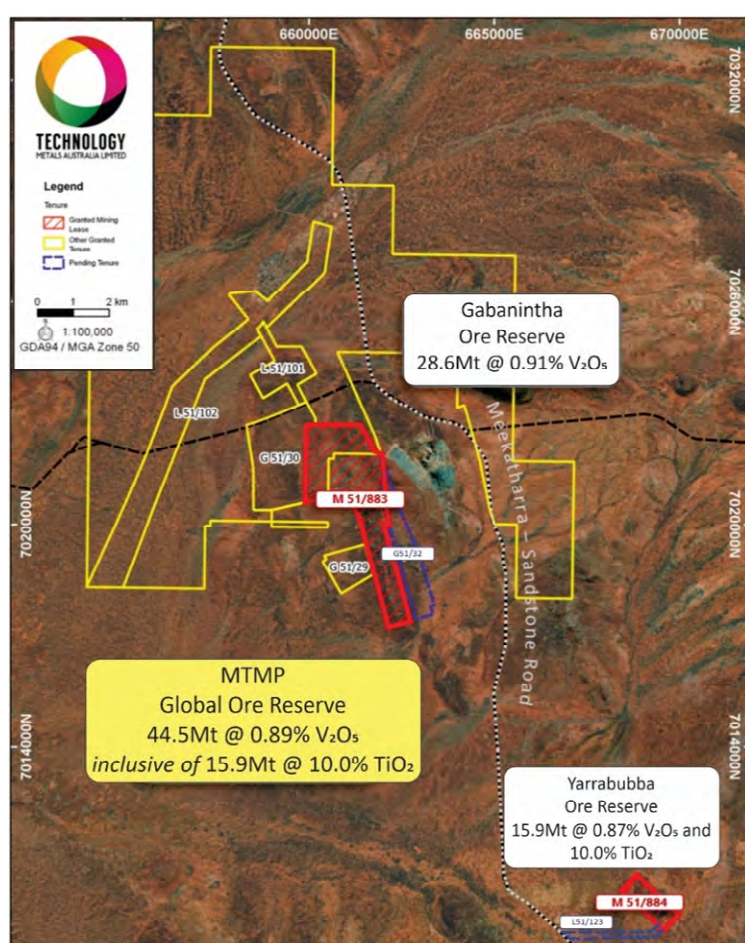 660000E
665000E
670000E
7032000N
TECHNOLOGY
METALS AUSTRALIA LIMITED
Legend
Tenure
Granted Mining
Lease
Other Granted
Tenure
Pending Tenure
0 1 2 km
1:100,000
GDA94 / MGA Zone 50
7026000N
Gabanintha
Ore Reserve
28.6Mt @ 0.91% V₂O₅
L 51/101
L 51/102
G 51/30
M 51/883
Meekatharra – Sandstone Road
7020000N
7020000N
G51/32
G 51/29
MTMP
Global Ore Reserve
44.5Mt @ 0.89% V₂O₅
inclusive of 15.9Mt @ 10.0% TiO₂
7014000N
7014000N
Yarrabubba
Ore Reserve
15.9Mt @ 0.87% V₂O₅ and
10.0% TiO₂
M 51/884
L51/123